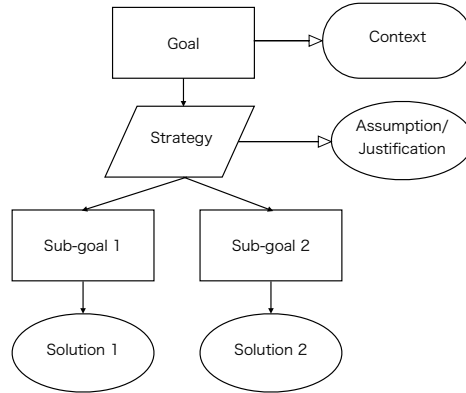 Goal
Context
Strategy
Assumption/
Justification
Sub-goal 1
Sub-goal 2
Solution 1
Solution 2